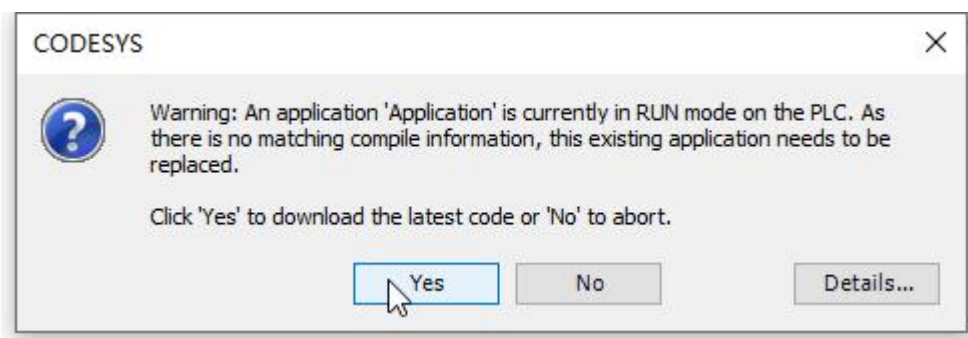 CODESYS
Warning: An application 'Application' is currently in RUN mode on the PLC. As
there is no matching compile information, this existing application needs to be
replaced.
Click 'Yes' to download the latest code or 'No' to abort.
Yes No Details...